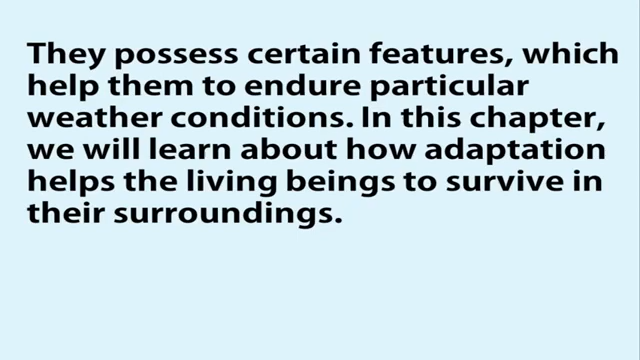 They possess certain features, which
help them to endure particular
weather conditions. In this chapter,
we will learn about how adaptation
helps the living beings to survive in
their surroundings.